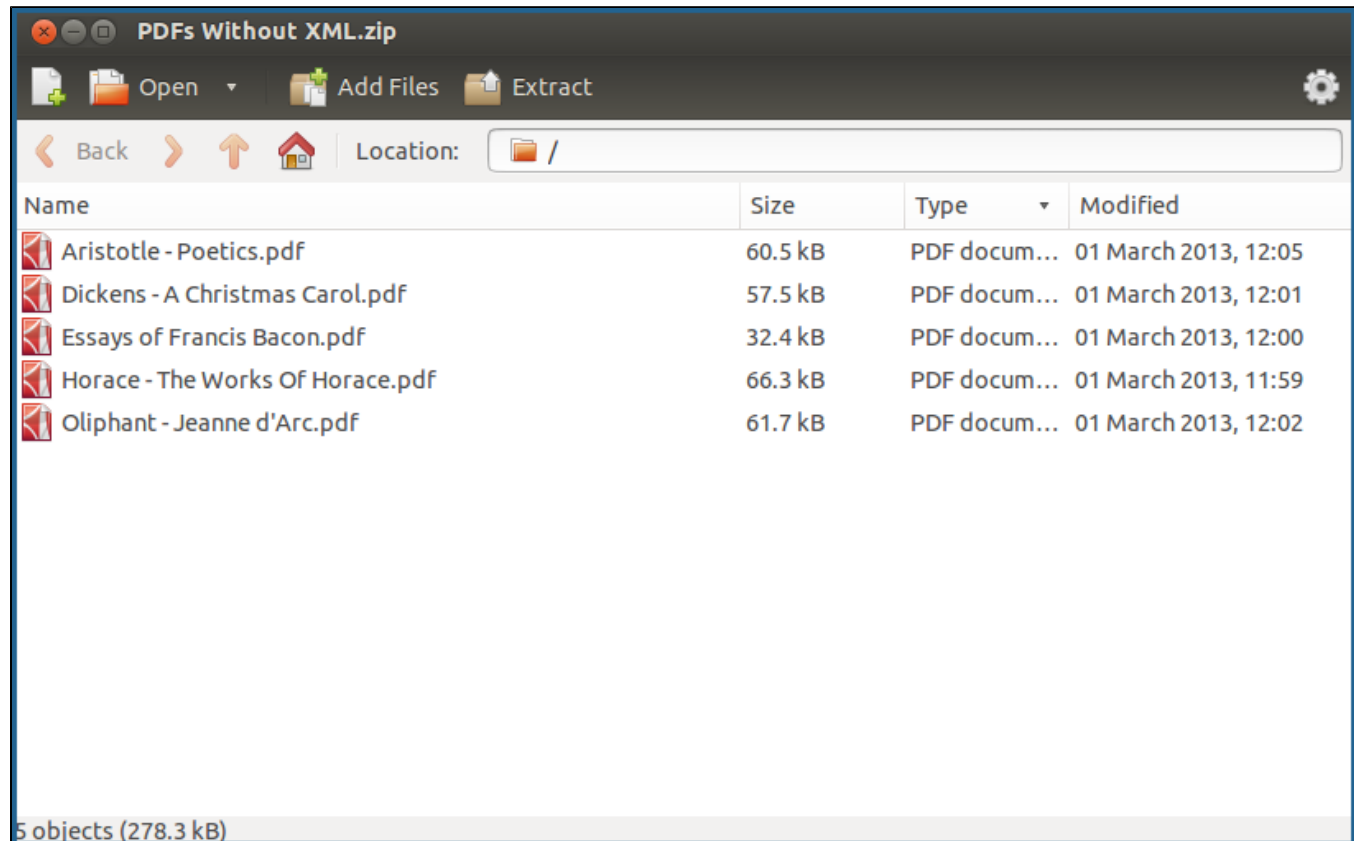 PDFs Without XML.zip
Open Add Files Extract
Back Location: /
Name Size Type Modified
Aristotle - Poetics.pdf 60.5 kB PDF docum... 01 March 2013, 12:05
Dickens - A Christmas Carol.pdf 57.5 kB PDF docum... 01 March 2013, 12:01
Essays of Francis Bacon.pdf 32.4 kB PDF docum... 01 March 2013, 12:00
Horace - The Works Of Horace.pdf 66.3 kB PDF docum... 01 March 2013, 11:59
Oliphant - Jeanne d'Arc.pdf 61.7 kB PDF docum... 01 March 2013, 12:02
5 objects (278.3 kB)